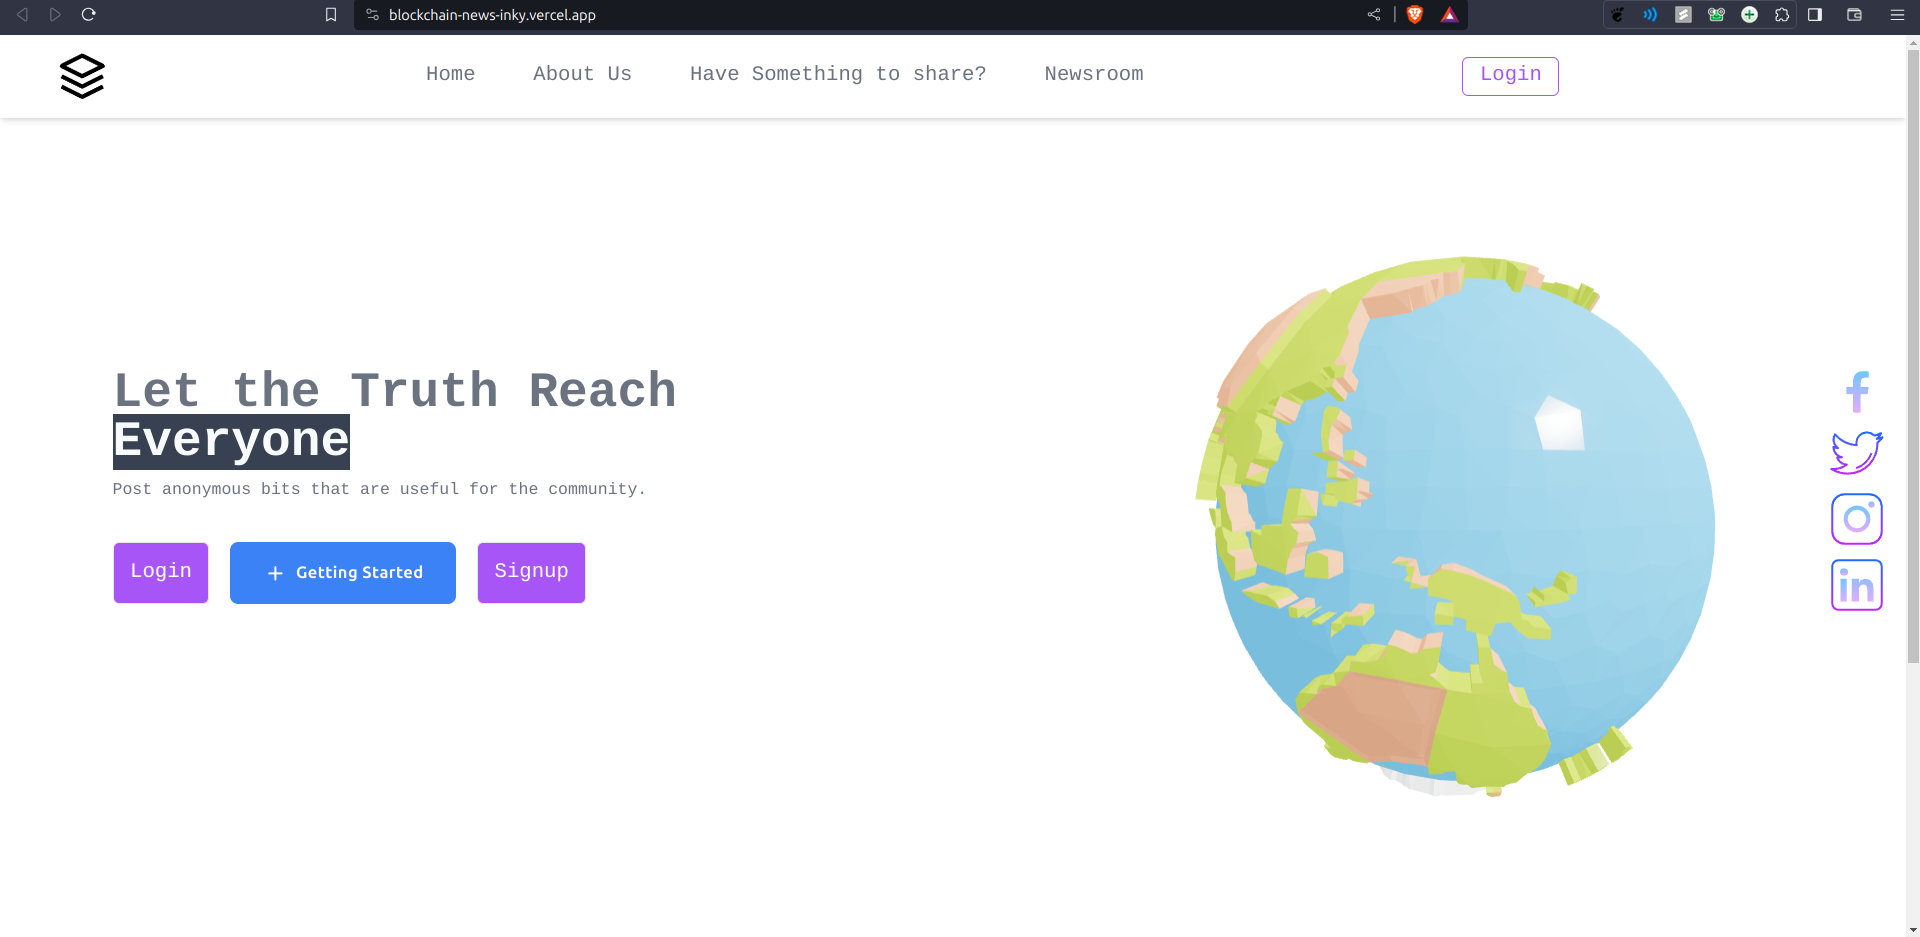 blockchain-news-inky.vercel.app
Home About Us Have Something to share? Newsroom Login
Let the Truth Reach
Everyone
Post anonymous bits that are useful for the community.
Login + Getting Started Signup
in